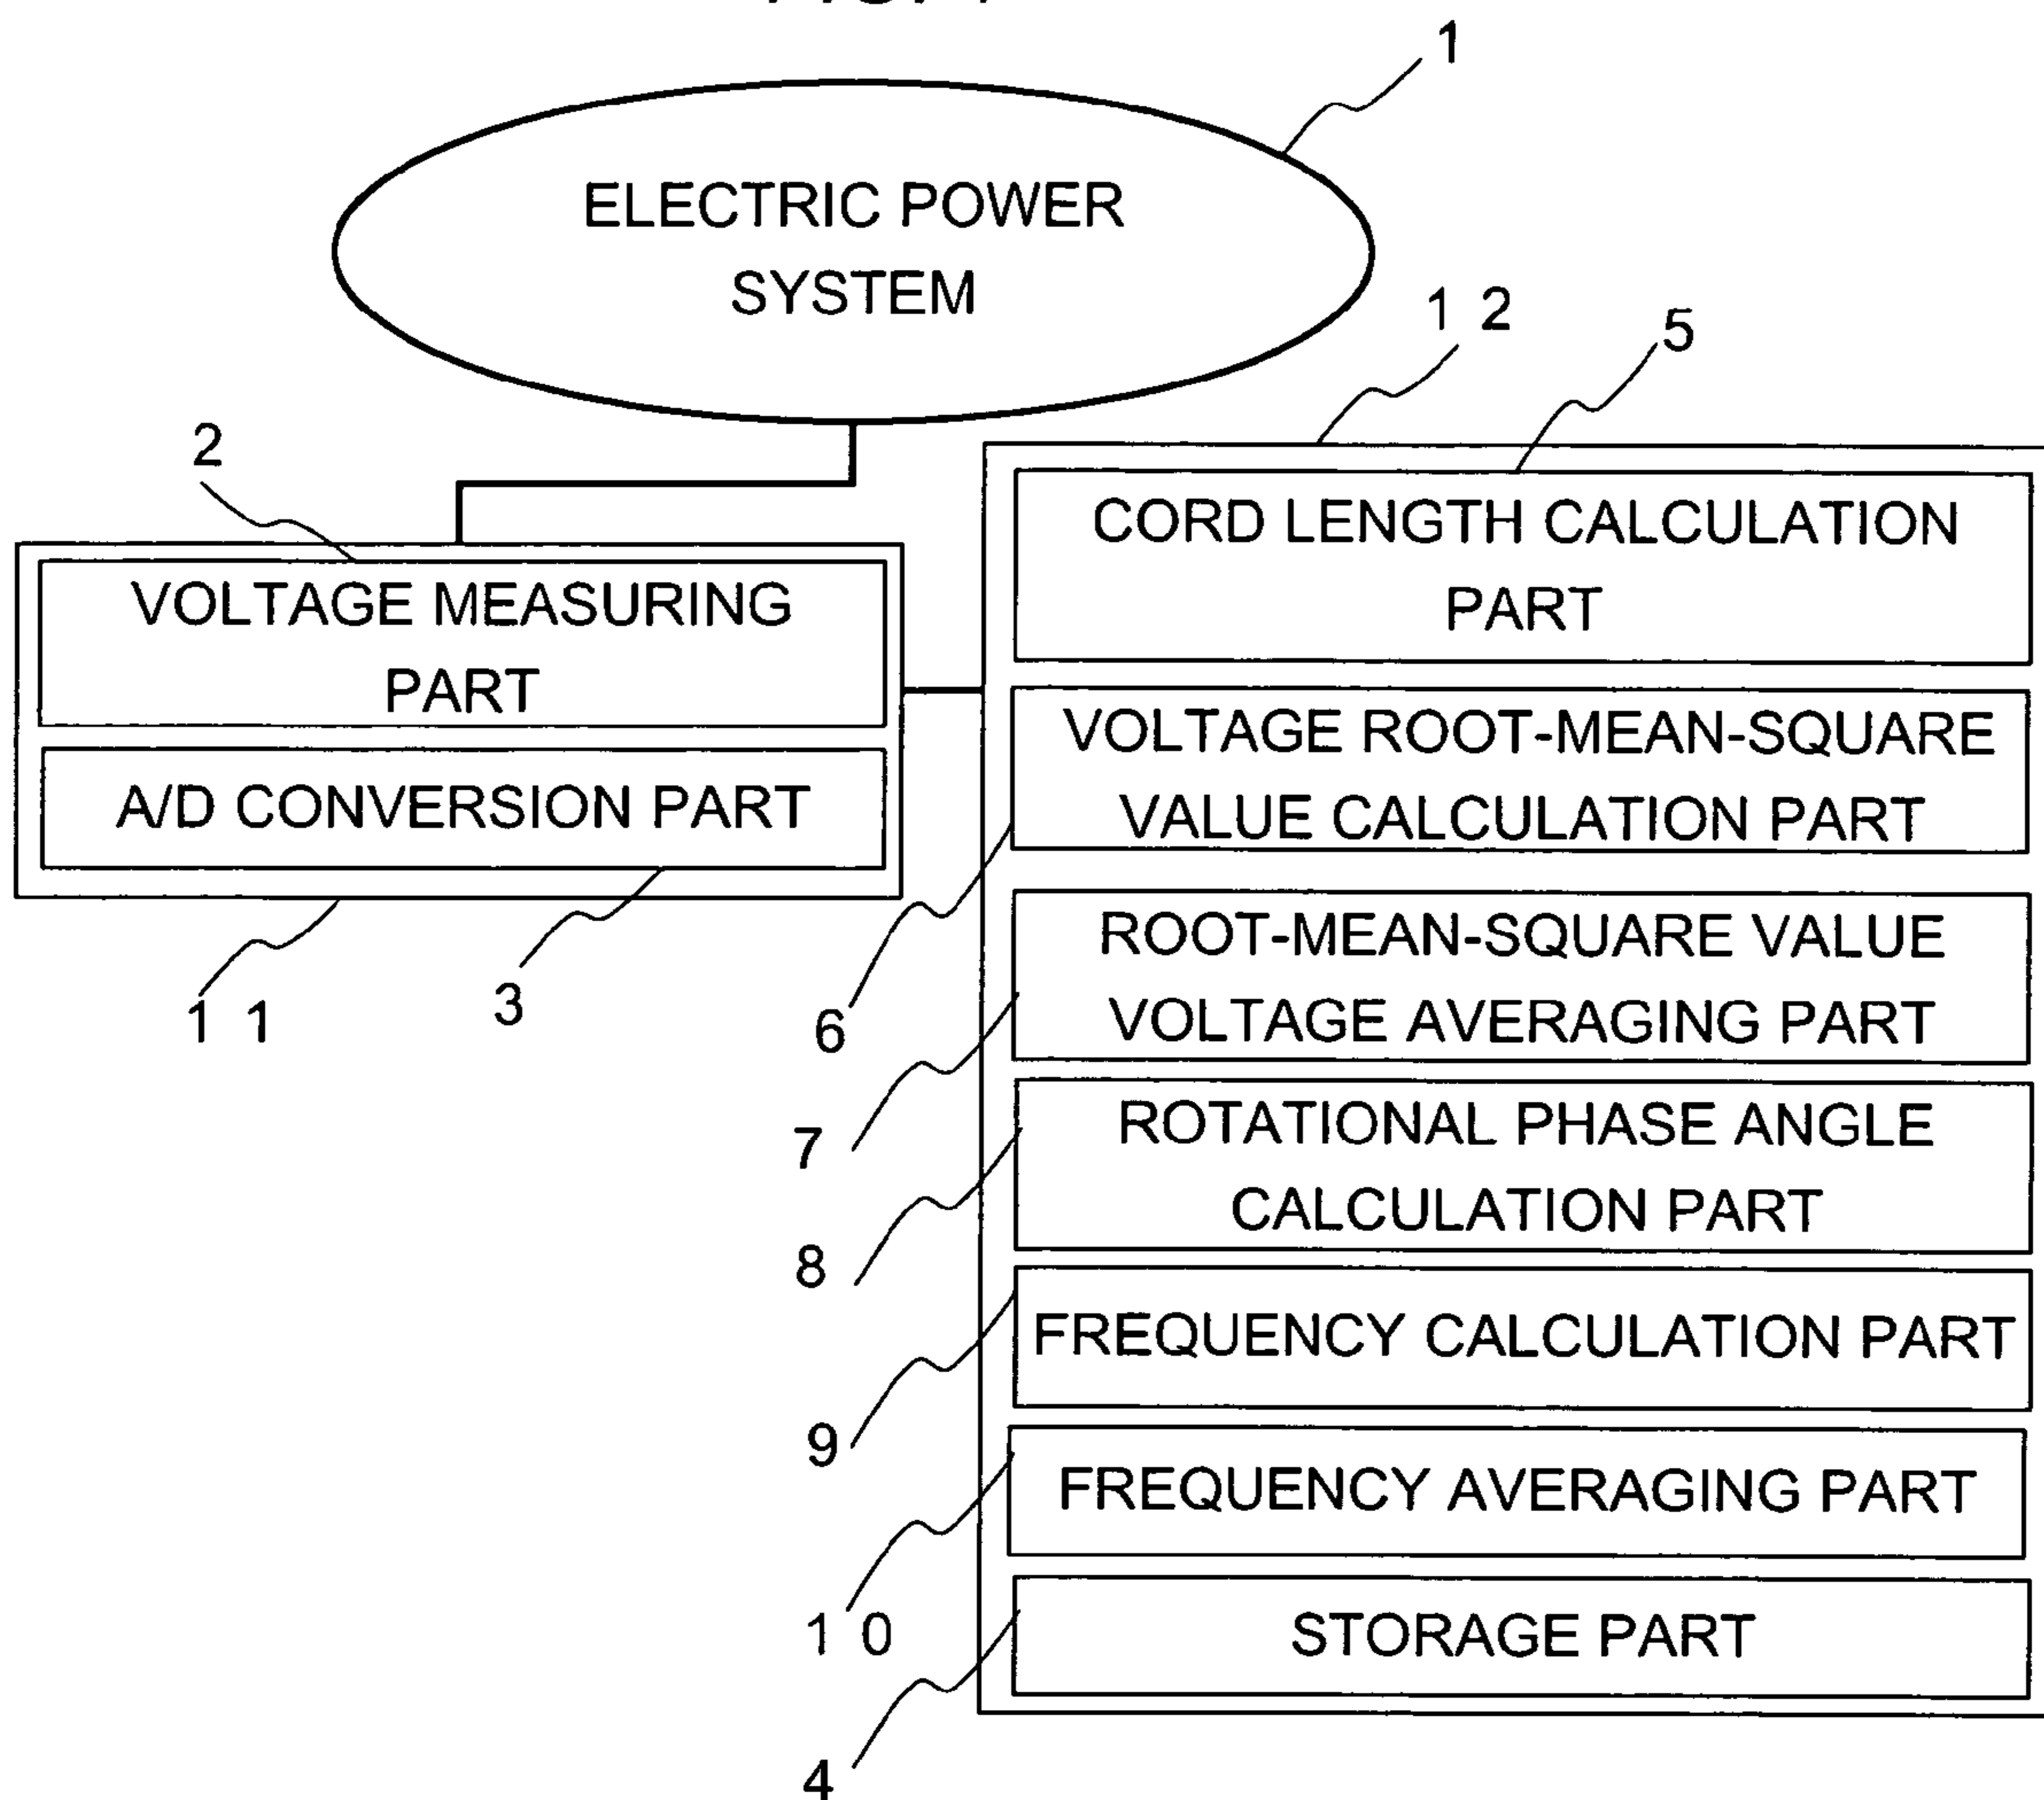 1
ELECTRIC POWER
SYSTEM
1 2
5
2
CORD LENGTH CALCULATION
PART
VOLTAGE MEASURING
PART
A/D CONVERSION PART
VOLTAGE ROOT-MEAN-SQUARE
VALUE CALCULATION PART
1 1
3
6
ROOT-MEAN-SQUARE VALUE
VOLTAGE AVERAGING PART
7
ROTATIONAL PHASE ANGLE
CALCULATION PART
8
FREQUENCY CALCULATION PART
9
FREQUENCY AVERAGING PART
1 0
STORAGE PART
4